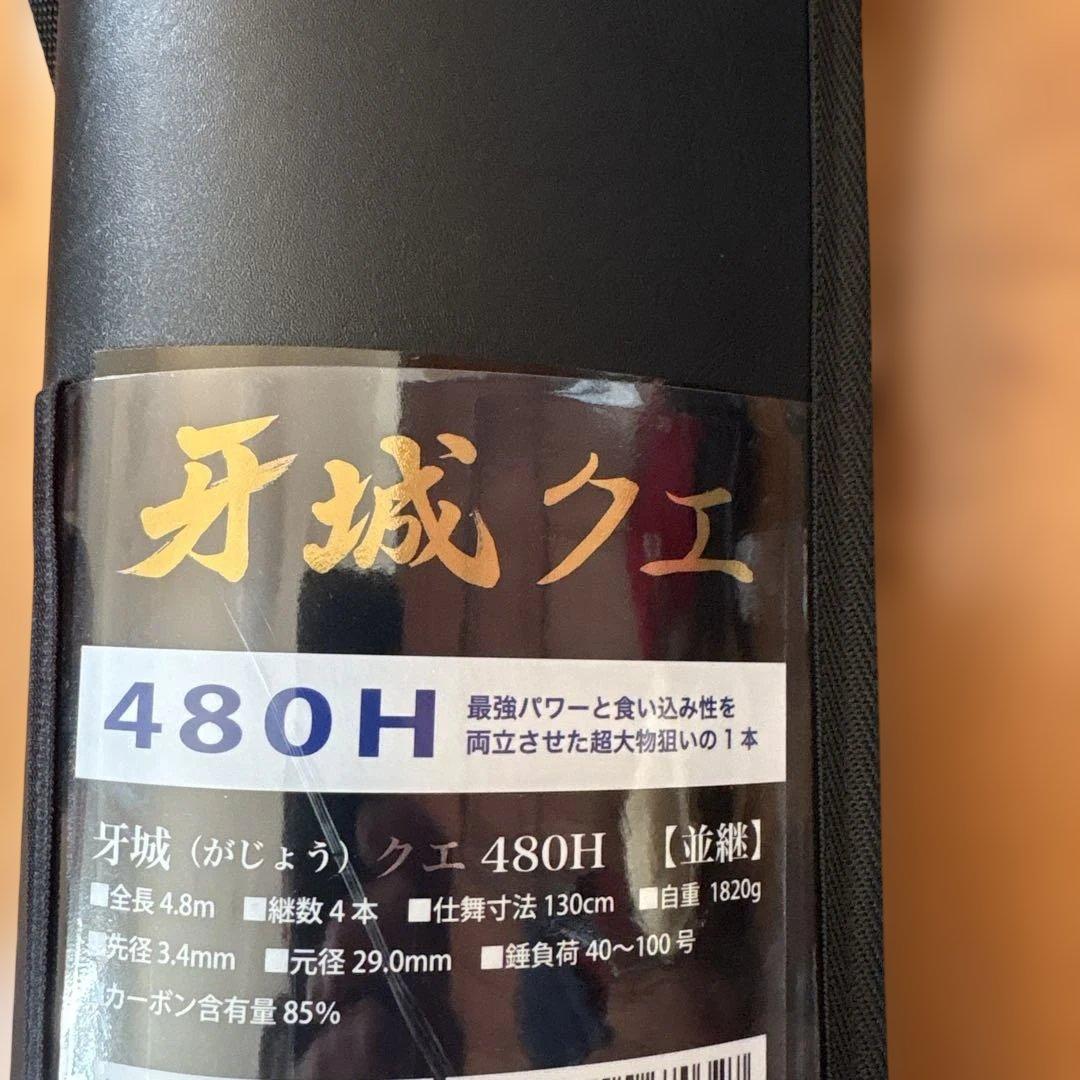 牙城クエ
480H
最強パワーと食い込み性を
両立させた超大物狙いの1本
牙城（がじょう）クエ 480H 【並継】
■全長 4.8m ■継数 4 本 ■仕舞寸法 130cm ■自重 1820g
■先径 3.4mm ■元径 29.0mm ■錘負荷 40〜100 号
■カーボン含有量 85%